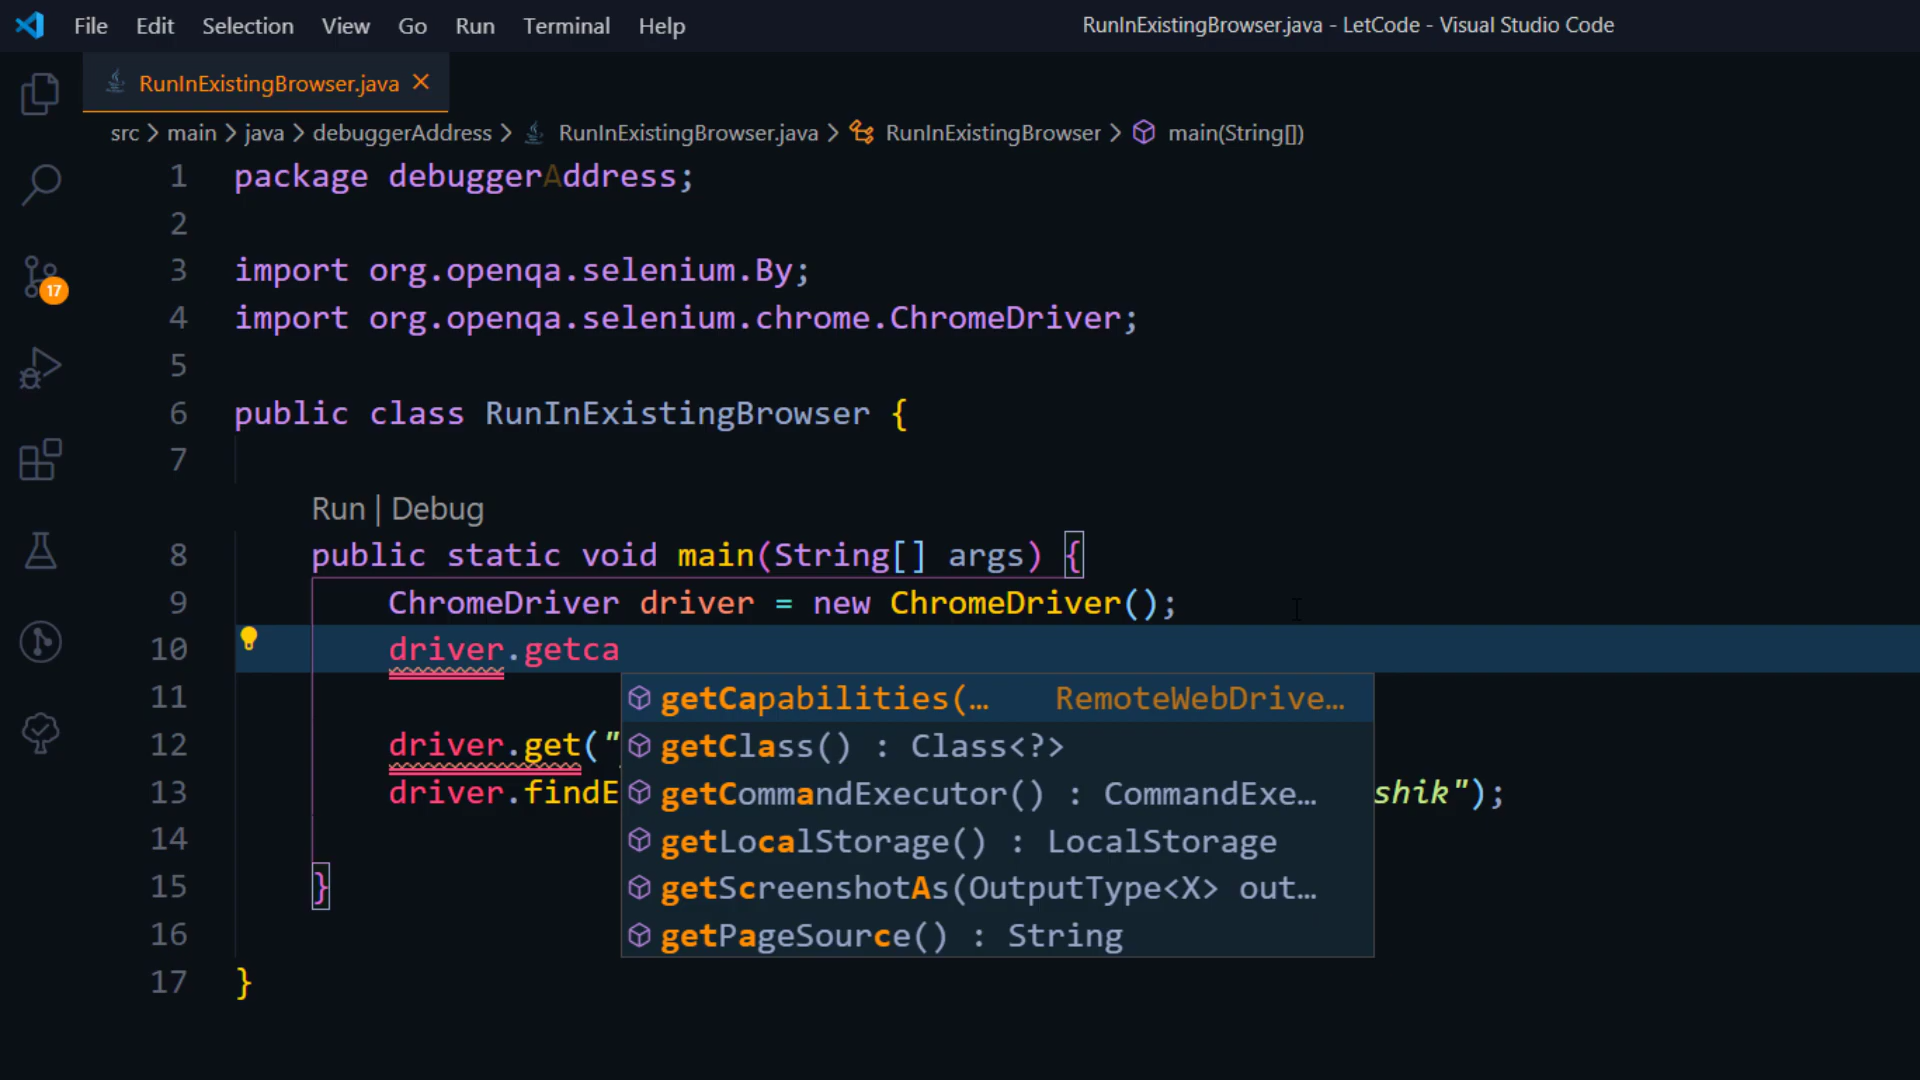 File Edit Selection View Go Run Terminal Help RunInExistingBrowser.java - LetCode - Visual Studio Code
RunInExistingBrowser.java ×
src > main > java > debuggerAddress > RunInExistingBrowser.java > RunInExistingBrowser > main(String[])
1 package debuggerAddress;
2
17
3 import org.openqa.selenium.By;
4 import org.openqa.selenium.chrome.ChromeDriver;
5
6 public class RunInExistingBrowser {
7
Run | Debug
8 public static void main(String[] args) {
9 ChromeDriver driver = new ChromeDriver();
10 driver.getca
11 getCapabilities(… RemoteWebDrive…
12 driver.get(" getClass() : Class<?>
getCommandExecutor() : CommandExe…
13 driver.findE shik");
14 getLocalStorage() : LocalStorage
15 } getScreenshotAs(OutputType<X> out…
16 getPageSource() : String
17 }